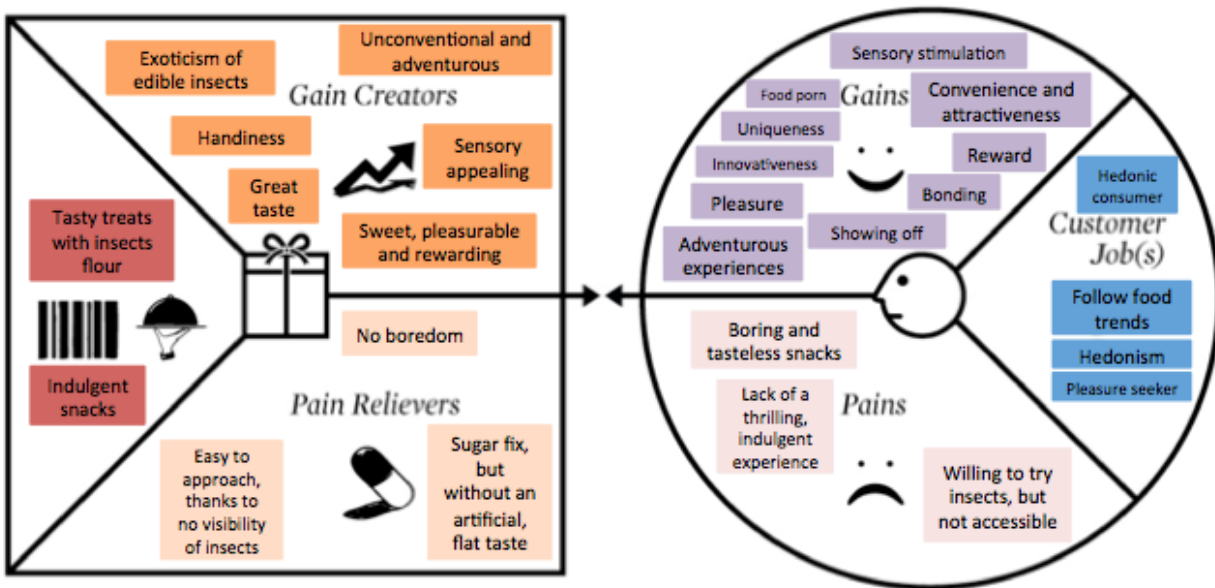 Exoticism of
edible insects
Unconventional and
adventurous
Gain Creators
Handiness
Sensory
appealing
Great
taste
Sweet, pleasurable
and rewarding
Tasty treats
with insects
flour
Indulgent
snacks
No boredom
Pain Relievers
Easy to
approach,
thanks to
no visibility
of insects
Sugar fix,
but
without an
artificial,
flat taste
Sensory stimulation
Food porn
Gains
Convenience and
attractiveness
Uniqueness
Innovativeness
Reward
Pleasure
Bonding
Adventurous
experiences
Showing off
Hedonic
consumer
Customer
Job(s)
Follow food
trends
Hedonism
Pleasure seeker
Boring and
tasteless snacks
Lack of a
thrilling,
indulgent
experience
Pains
Willing to try
insects, but
not accessible